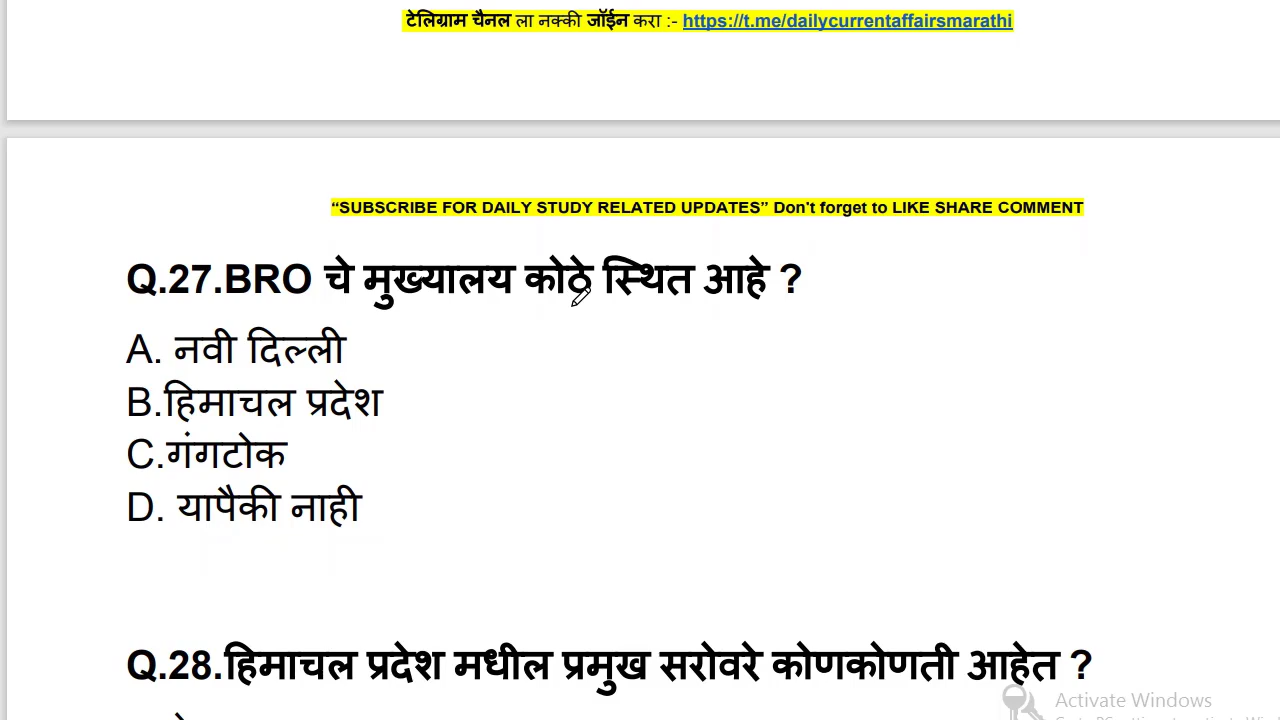 टेलिग्राम चॅनल ला नक्की जॉईन करा :- https://t.me/dailycurrentaffairsmarathi
“SUBSCRIBE FOR DAILY STUDY RELATED UPDATES” Don't forget to LIKE SHARE COMMENT
Q.27.BRO चे मुख्यालय कोठे स्थित आहे ?
A. नवी दिल्ली
B.हिमाचल प्रदेश
C.गंगटोक
D. यापैकी नाही
Q.28.हिमाचल प्रदेश मधील प्रमुख सरोवरे कोणकोणती आहेत ?
Activate Windows